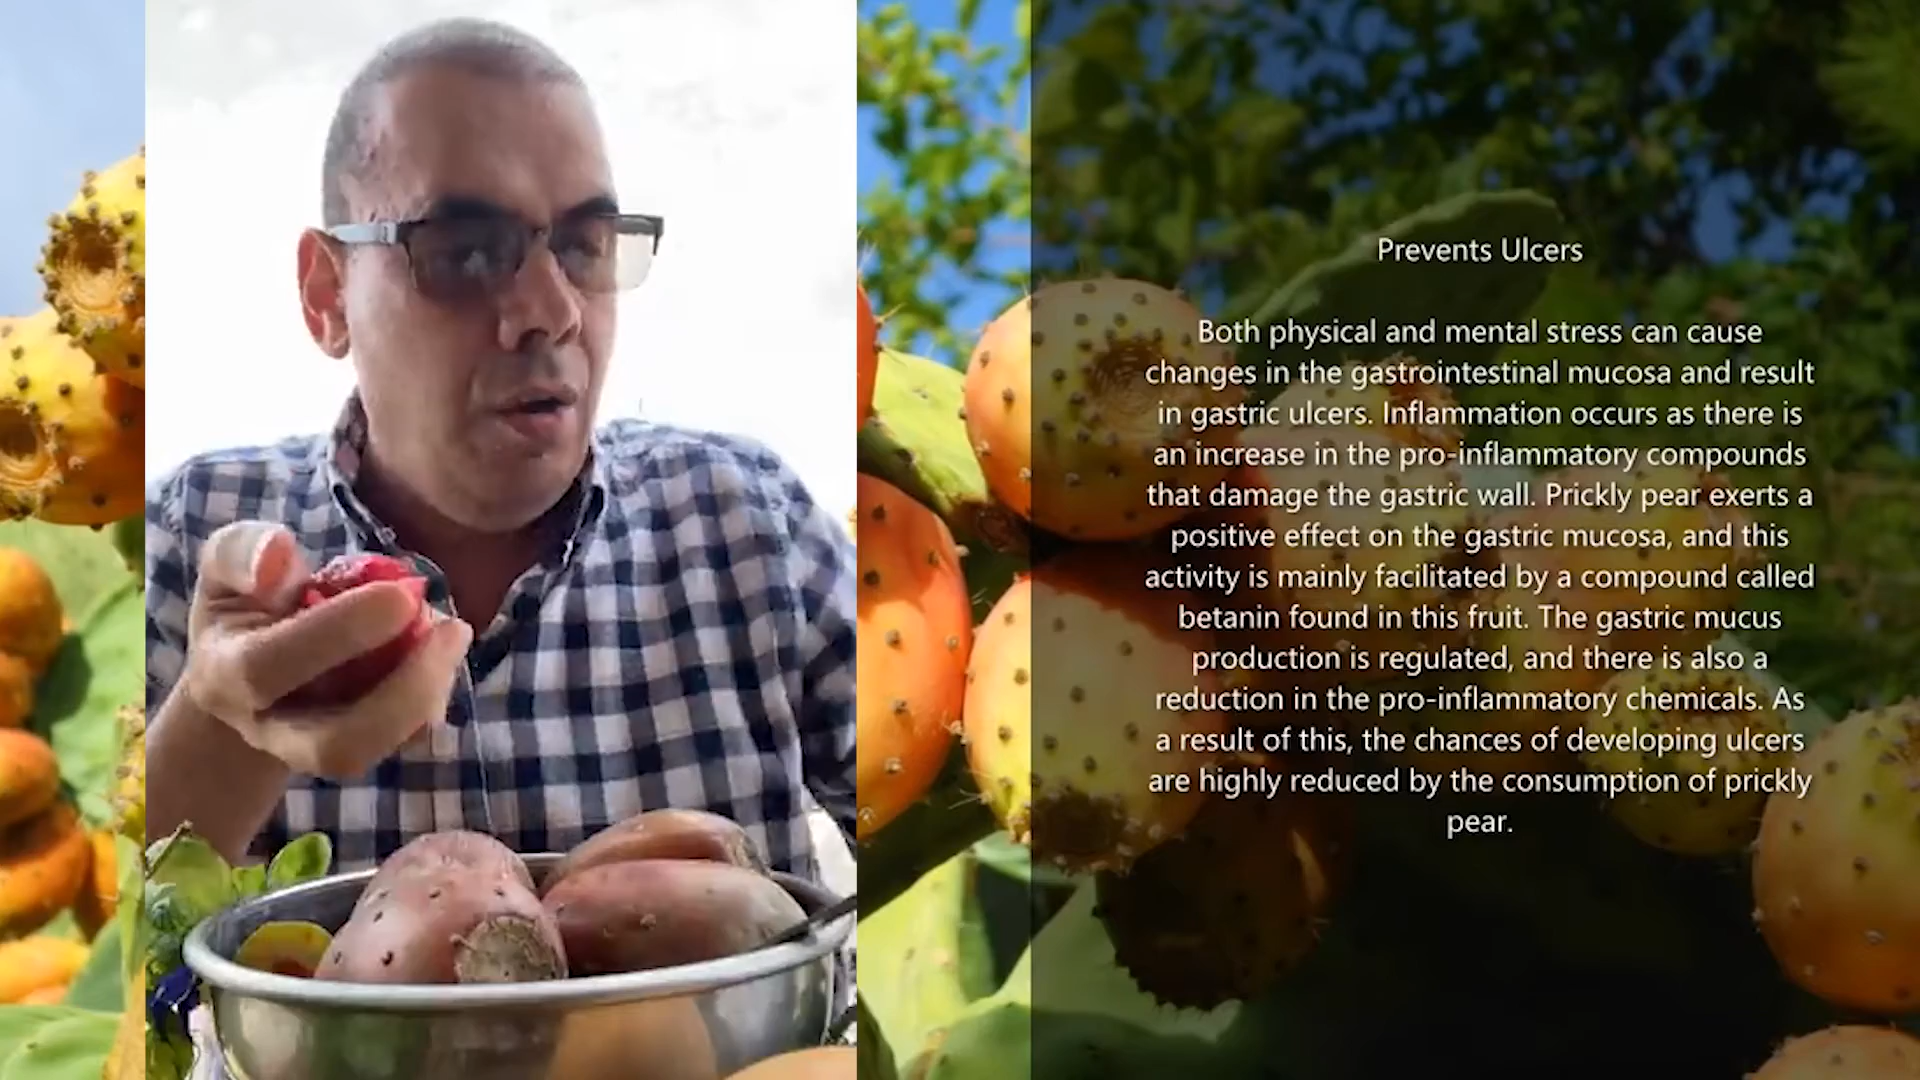 Prevents Ulcers
Both physical and mental stress can cause
changes in the gastrointestinal mucosa and result
in gastric ulcers. Inflammation occurs as there is
an increase in the pro-inflammatory compounds
that damage the gastric wall. Prickly pear exerts a
positive effect on the gastric mucosa, and this
activity is mainly facilitated by a compound called
betanin found in this fruit. The gastric mucus
production is regulated, and there is also a
reduction in the pro-inflammatory chemicals. As
a result of this, the chances of developing ulcers
are highly reduced by the consumption of prickly
pear.